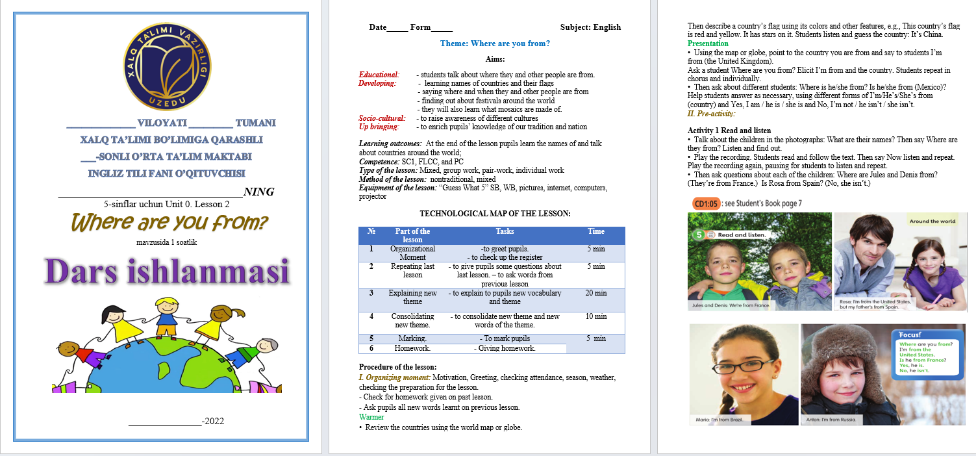 XALQ TA'LIMI VAZIRLIGI
UZEDU
_____________ VILOYATI ________ TUMANI
XALQ TA'LIMI BO'LIMIGA QARASHLI
___-SONLI O'RTA TA'LIM MAKTABI
INGLIZ TILI FANI O'QITUVCHISI
___________________________________NING
5-sinflar uchun Unit 0. Lesson 2
Where are you from?
mavzusida 1 soatlik
Dars ishlanmasi
________________-2022
Date_____ Form_____ Subject: English
Theme: Where are you from?
Aims:
Educational: - students talk about where they and other people are from.
Developing: - learning names of countries and their flags
- saying where and when they and other people are from
- finding out about festivals around the world
- they will also learn what mosaics are made of.
Socio-cultural: - to raise awareness of different cultures
Up bringing: - to enrich pupils' knowledge of our tradition and nation
Learning outcomes: At the end of the lesson pupils learn the names of and talk
about countries around the world;
Competence: SC1, FLCC, and PC
Type of the lesson: Mixed, group work, pair-work, individual work
Method of the lesson: nontraditional, mixed
Equipment of the lesson: "Guess What 5" SB, WB, pictures, internet, computers,
projector
TECHNOLOGICAL MAP OF THE LESSON:
№ Part of the lesson Tasks Time
1 Organizational Moment -to greet pupils. - to check up the register 5 min
2 Repeating last lesson - to give pupils some questions about last lesson. – to ask words from previous lesson 5 min
3 Explaining new theme - to explain to pupils new vocabulary and theme 20 min
4 Consolidating new theme. - to consolidate new theme and new words of the theme. 10 min
5 Marking. - To mark pupils 5 min
6 Homework. - Giving homework.
Procedure of the lesson:
I. Organizing moment: Motivation, Greeting, checking attendance, season, weather,
checking the preparation for the lesson.
- Check for homework given on past lesson.
- Ask pupils all new words learnt on previous lesson.
Warmer
• Review the countries using the world map or globe.
Then describe a country's flag using its colors and other features, e.g., This country's flag
is red and yellow. It has stars on it. Students listen and guess the country: It's China.
Presentation
• Using the map or globe, point to the country you are from and say to students I'm
from (the United Kingdom).
Ask a student Where are you from? Elicit I'm from and the country. Students repeat in
chorus and individually.
• Then ask about different students: Where is he/she from? Is he/she from (Mexico)?
Help students answer as necessary, using different forms of I'm/He's/She's from
(country) and Yes, I am / he is / she is and No, I'm not / he isn't / she isn't.
II. Pre-activity:
Activity 1 Read and listen
• Talk about the children in the photographs: What are their names? Then say Where are
they from? Listen and find out.
• Play the recording. Students read and follow the text. Then say Now listen and repeat.
Play the recording again, pausing for students to listen and repeat.
• Then ask questions about each of the children: Where are Jules and Denis from?
(They're from France.) Is Rosa from Spain? (No, she isn't.)
CD1:05 : see Student's Book page 7
5 Read and listen.
Around the world.
Jules and Denis: We're from France
Rosa: I'm from the United States, but my father's from Spain.
Focus!
Where are you from?
I'm from the
United States.
Is he from France?
Yes, he is.
No, he isn't.
Maria: I'm from Brazil.
Anton: I'm from Russia.